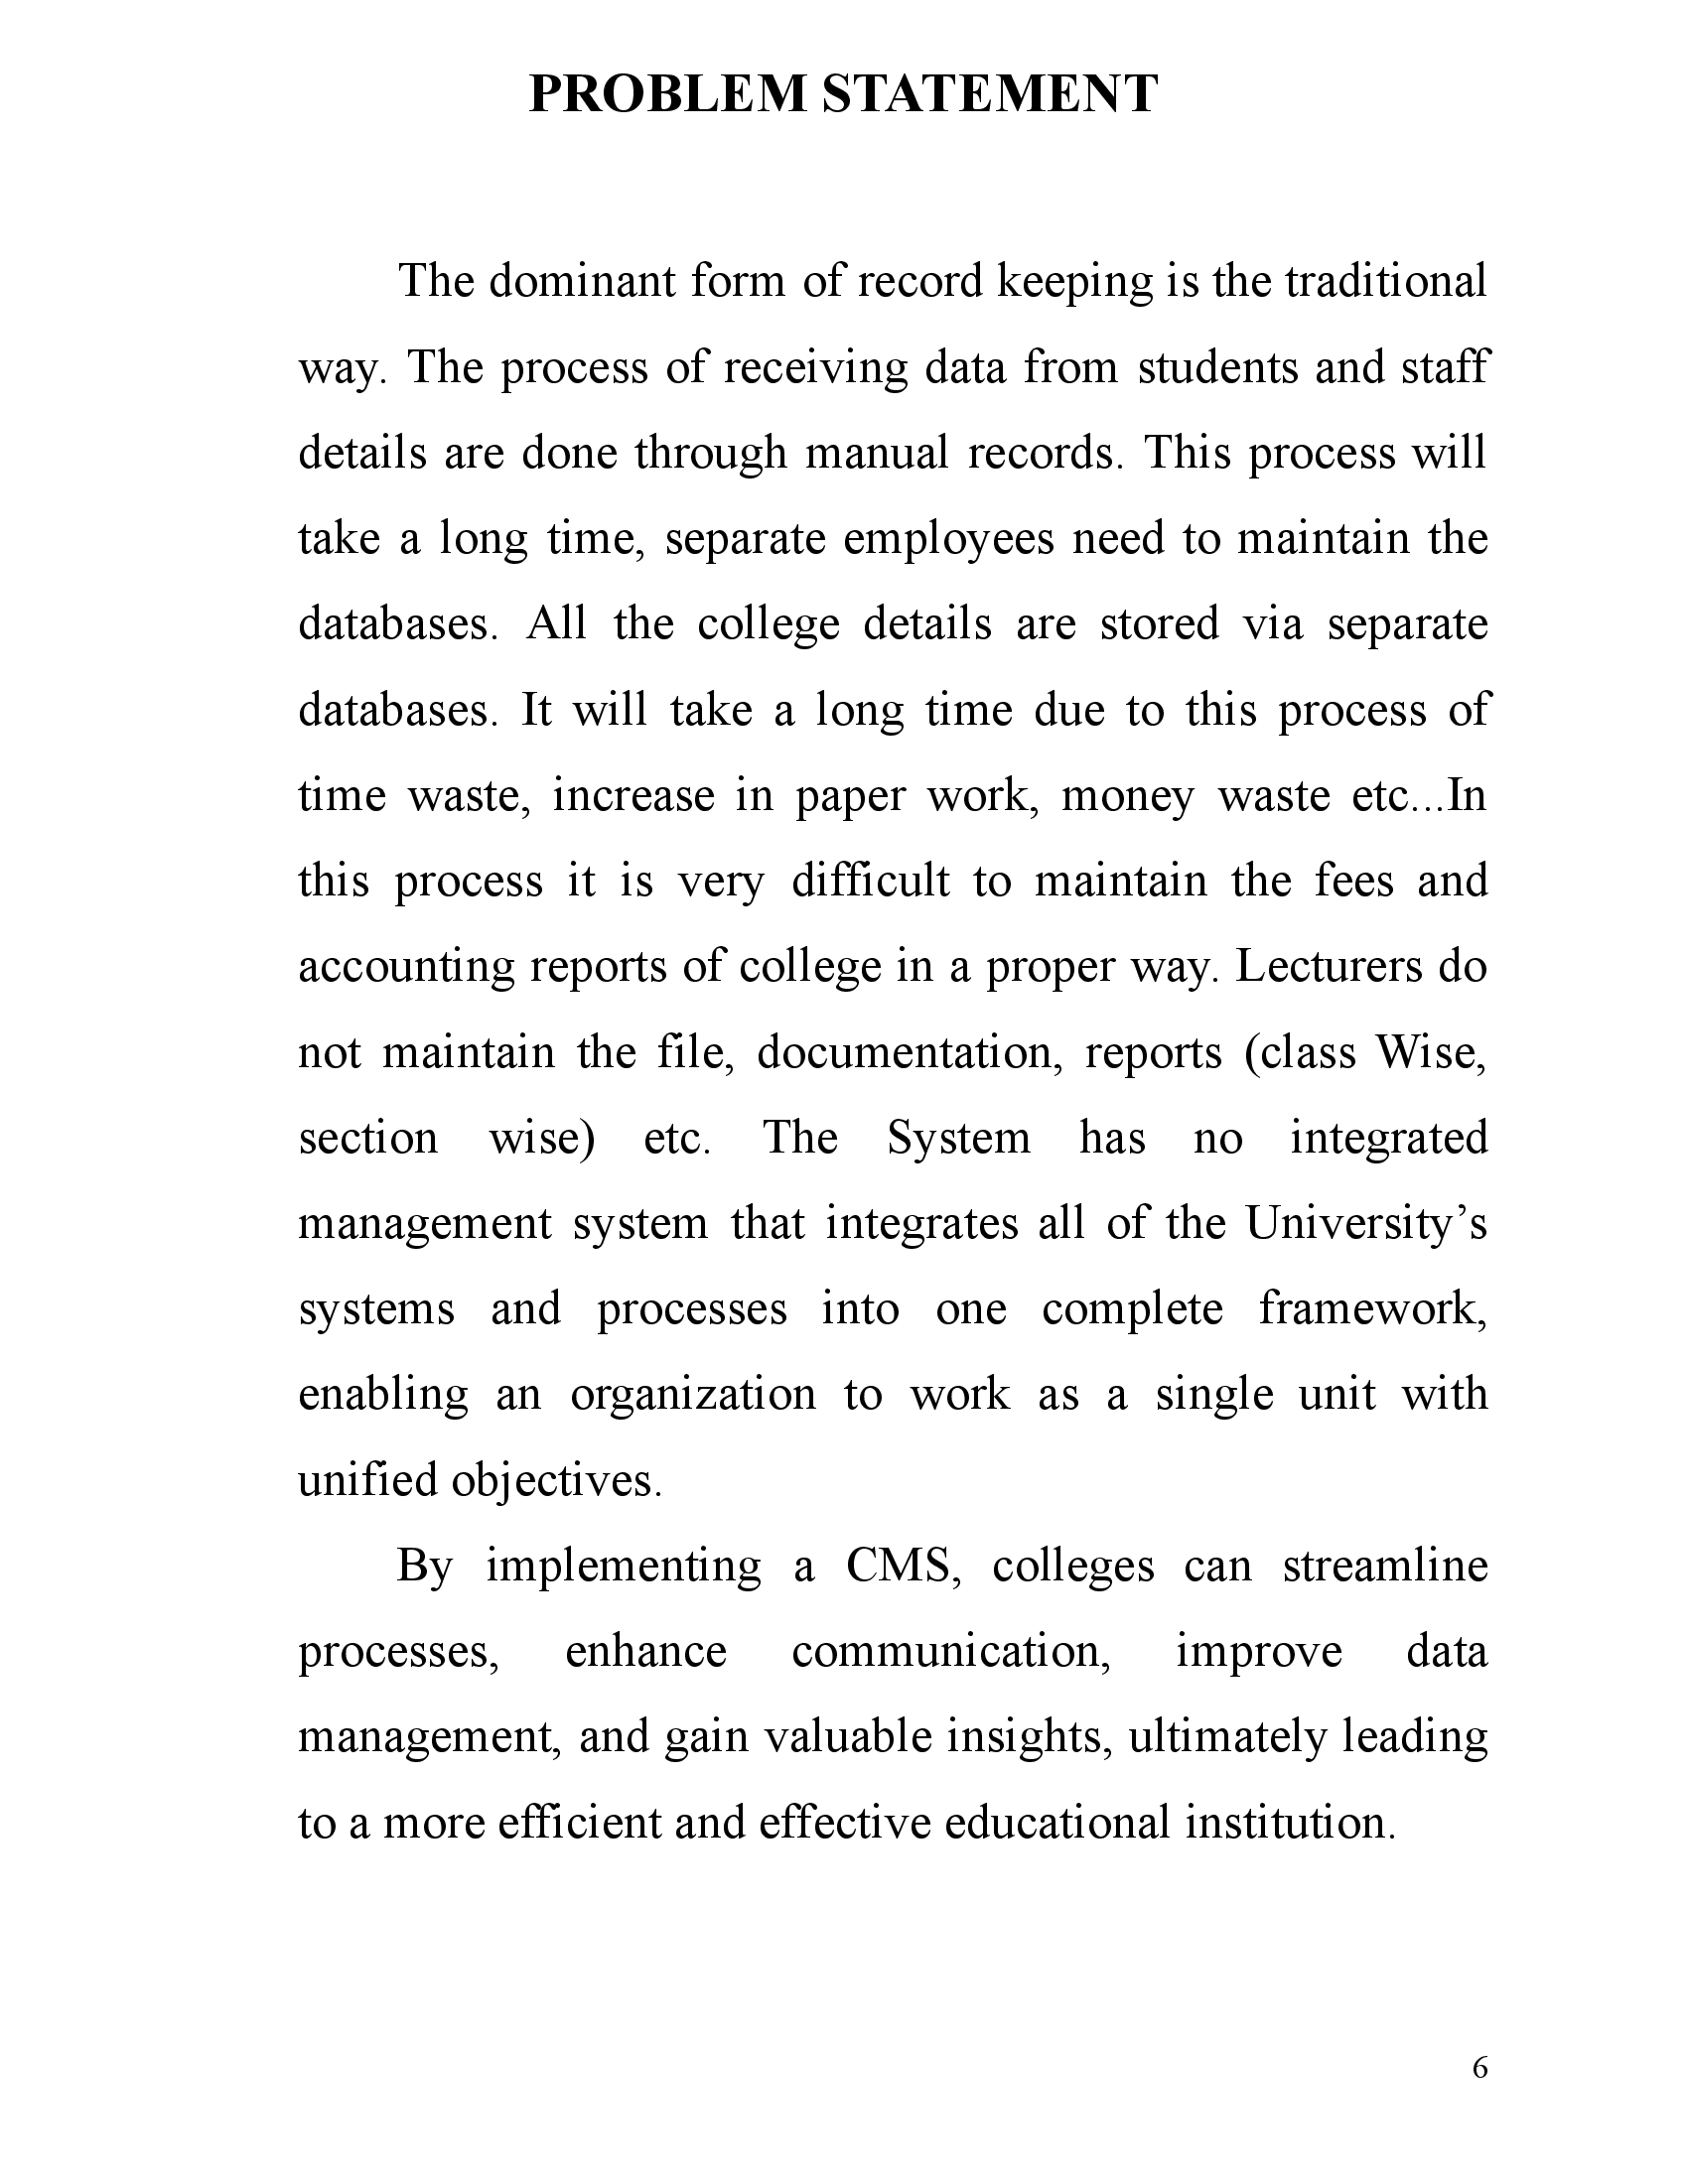 PROBLEM STATEMENT
The dominant form of record keeping is the traditional
way. The process of receiving data from students and staff
details are done through manual records. This process will
take a long time, separate employees need to maintain the
databases. All the college details are stored via separate
databases. It will take a long time due to this process of
time waste, increase in paper work, money waste etc...In
this process it is very difficult to maintain the fees and
accounting reports of college in a proper way. Lecturers do
not maintain the file, documentation, reports (class Wise,
section wise) etc. The System has no integrated
management system that integrates all of the University’s
systems and processes into one complete framework,
enabling an organization to work as a single unit with
unified objectives.
By implementing a CMS, colleges can streamline
processes, enhance communication, improve data
management, and gain valuable insights, ultimately leading
to a more efficient and effective educational institution.
6